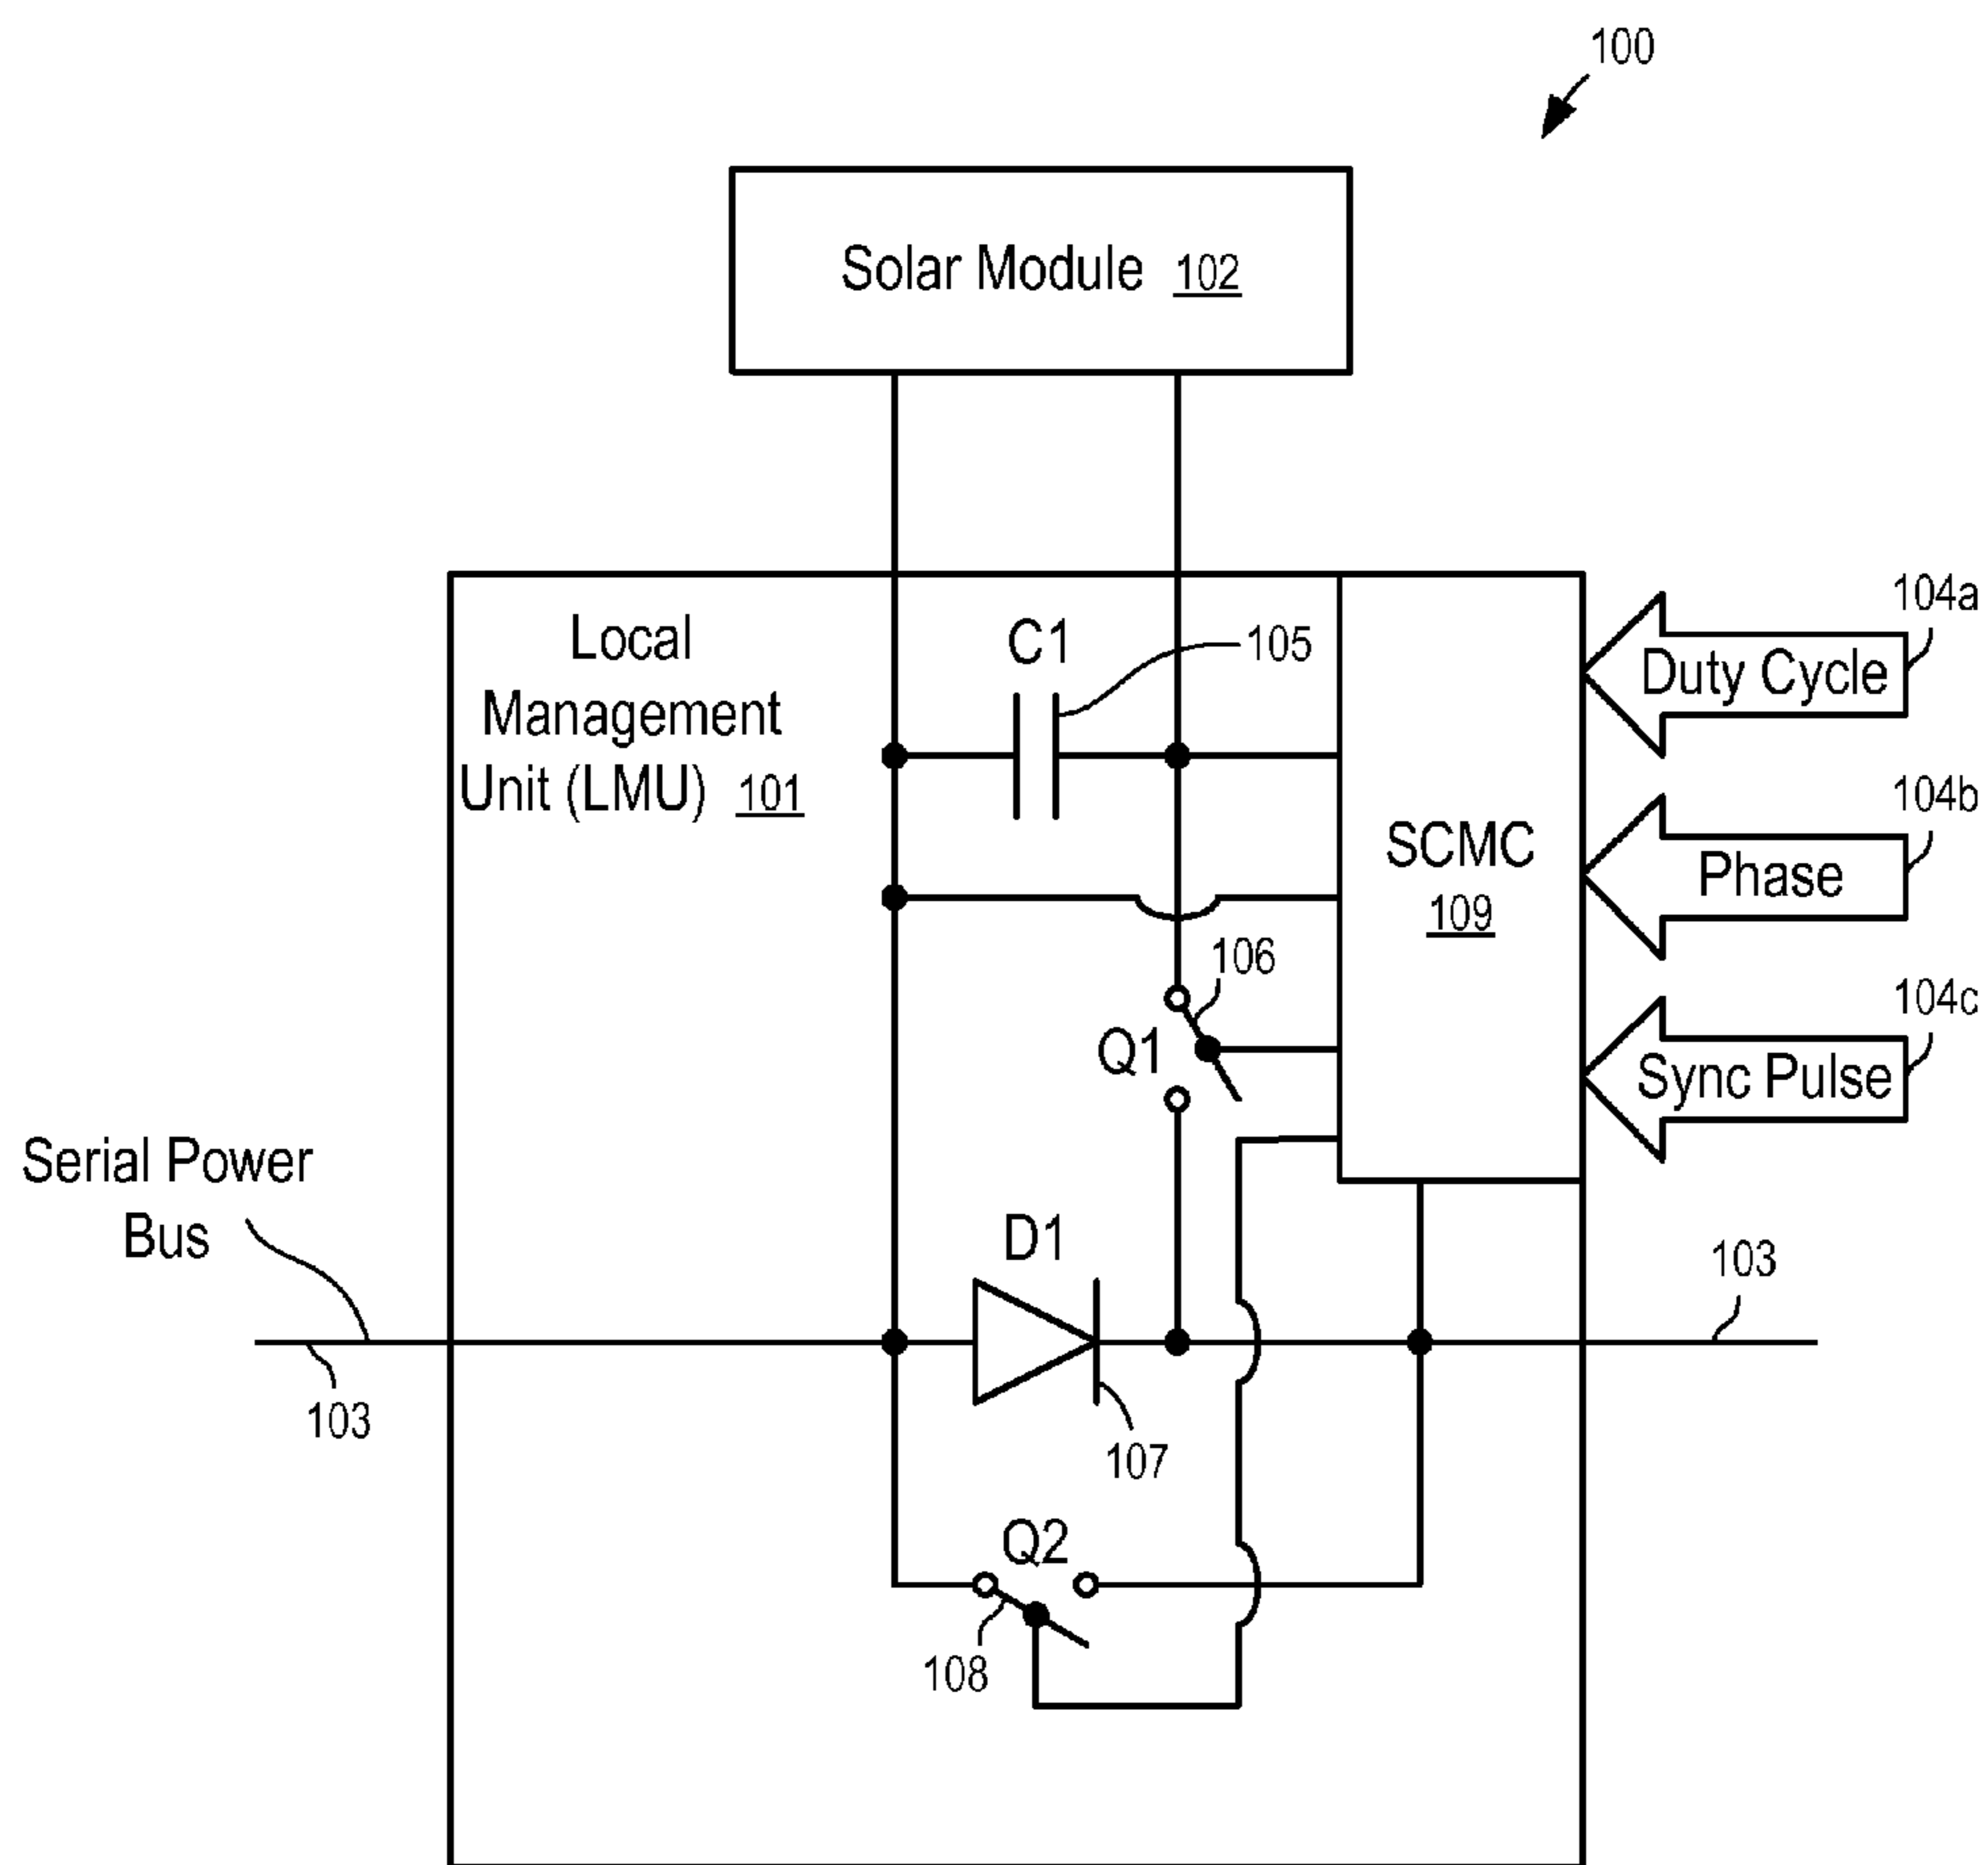 100
Solar Module 102
Local
Management
Unit (LMU) 101
C1
105
SCMC
109
104a
Duty Cycle
104b
Phase
104c
Sync Pulse
106
Q1
Serial Power
Bus
103
D1
107
103
Q2
108